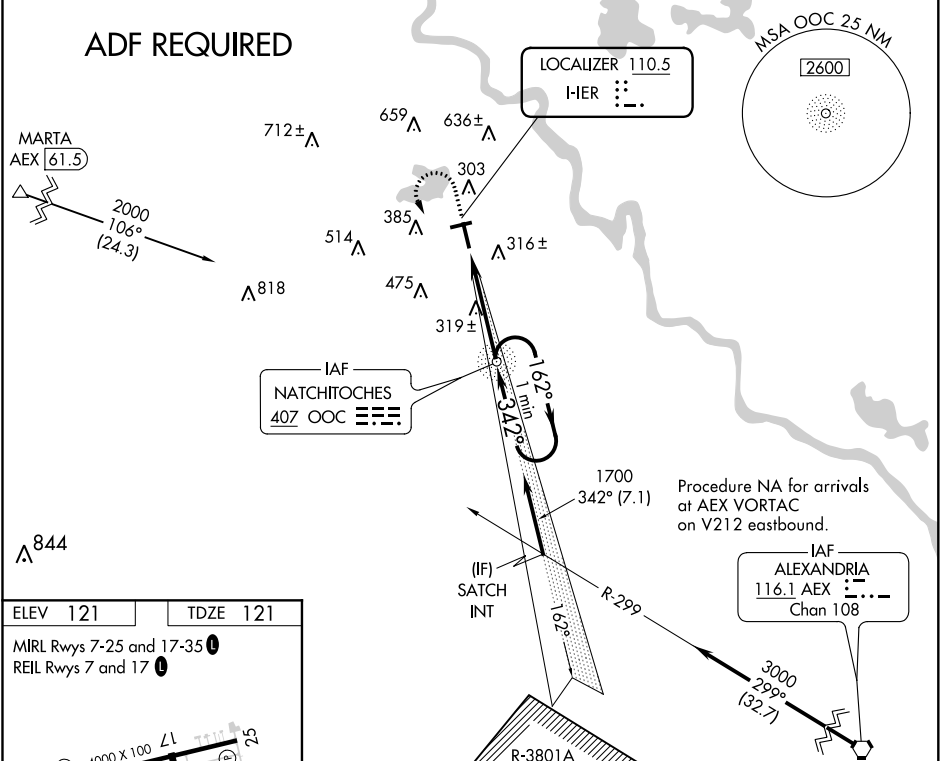 ADF REQUIRED
LOCALIZER 110.5
I-IER
MSA OOC 25 NM
2600
MARTA
AEX 61.5
2000
106°
(24.3)
712±
659
636±
303
385
514
316±
818
475
319±
IAF
NATCHITOCHES
407 OOC
162°
1 min
342°
1700
342° (7.1)
Procedure NA for arrivals
at AEX VORTAC
on V212 eastbound.
844
(IF)
SATCH
INT
162°
R-299
IAF
ALEXANDRIA
116.1 AEX
Chan 108
3000
299°
(32.7)
R-3801A
ELEV 121
TDZE 121
MIRL Rwys 7-25 and 17-35 L
REIL Rwys 7 and 17 L
17
25
P